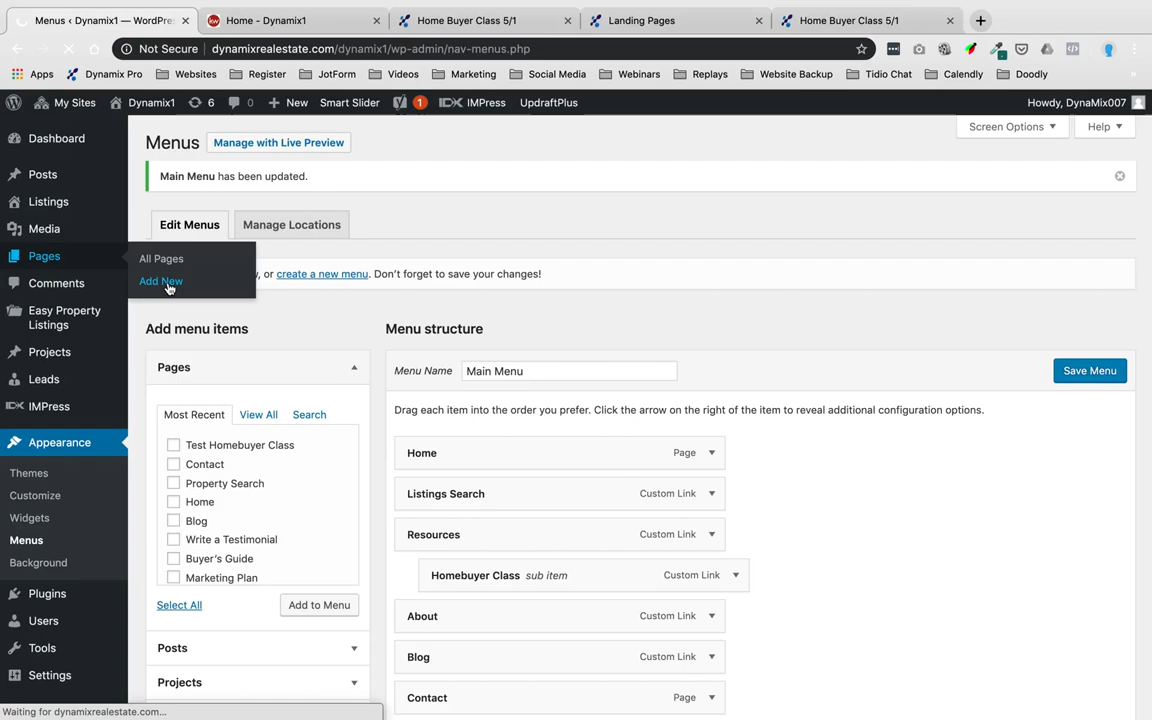 Menus ‹ Dynamix1 — WordPres
Home - Dynamix1
Home Buyer Class 5/1
Landing Pages
Home Buyer Class 5/1
Not Secure
dynamixrealestate.com/dynamix1/wp-admin/nav-menus.php
Apps
Dynamix Pro
Websites
Register
JotForm
Videos
Marketing
Social Media
Webinars
Replays
Website Backup
Tidio Chat
Calendly
Doodly
My Sites
Dynamix1
6
0
New
Smart Slider
1
IMPress
UpdraftPlus
Howdy, DynaMix007
Dashboard
Posts
Listings
Media
Pages
Comments
Easy Property
Listings
Projects
Leads
IMPress
Appearance
Themes
Customize
Widgets
Menus
Background
Plugins
Users
Tools
Settings
All Pages
Add New
Menus
Manage with Live Preview
Screen Options
Help
Main Menu has been updated.
Edit Menus
Manage Locations
, or create a new menu. Don’t forget to save your changes!
Add menu items
Pages
Most Recent
View All
Search
Test Homebuyer Class
Contact
Property Search
Home
Blog
Write a Testimonial
Buyer’s Guide
Marketing Plan
Select All
Add to Menu
Posts
Projects
Menu structure
Menu Name
Main Menu
Save Menu
Drag each item into the order you prefer. Click the arrow on the right of the item to reveal additional configuration options.
Home
Page
Listings Search
Custom Link
Resources
Custom Link
Homebuyer Class sub item
Custom Link
About
Custom Link
Blog
Custom Link
Contact
Page
Waiting for dynamixrealestate.com...